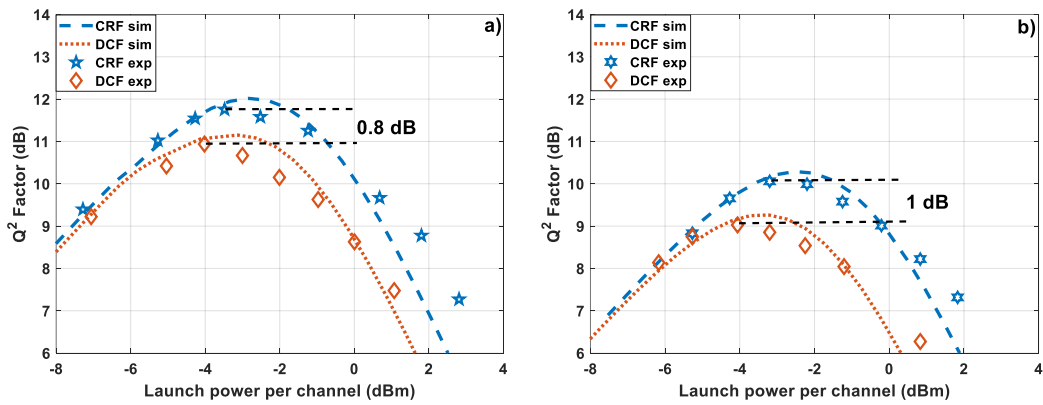 14
13
12
11
10
9
8
7
6
Q² Factor (dB)
CRF sim
DCF sim
CRF exp
DCF exp
a)
0.8 dB
-8 -6 -4 -2 0 2 4
Launch power per channel (dBm)
14
13
12
11
10
9
8
7
6
Q² Factor (dB)
CRF sim
DCF sim
CRF exp
DCF exp
b)
1 dB
-8 -6 -4 -2 0 2 4
Launch power per channel (dBm)